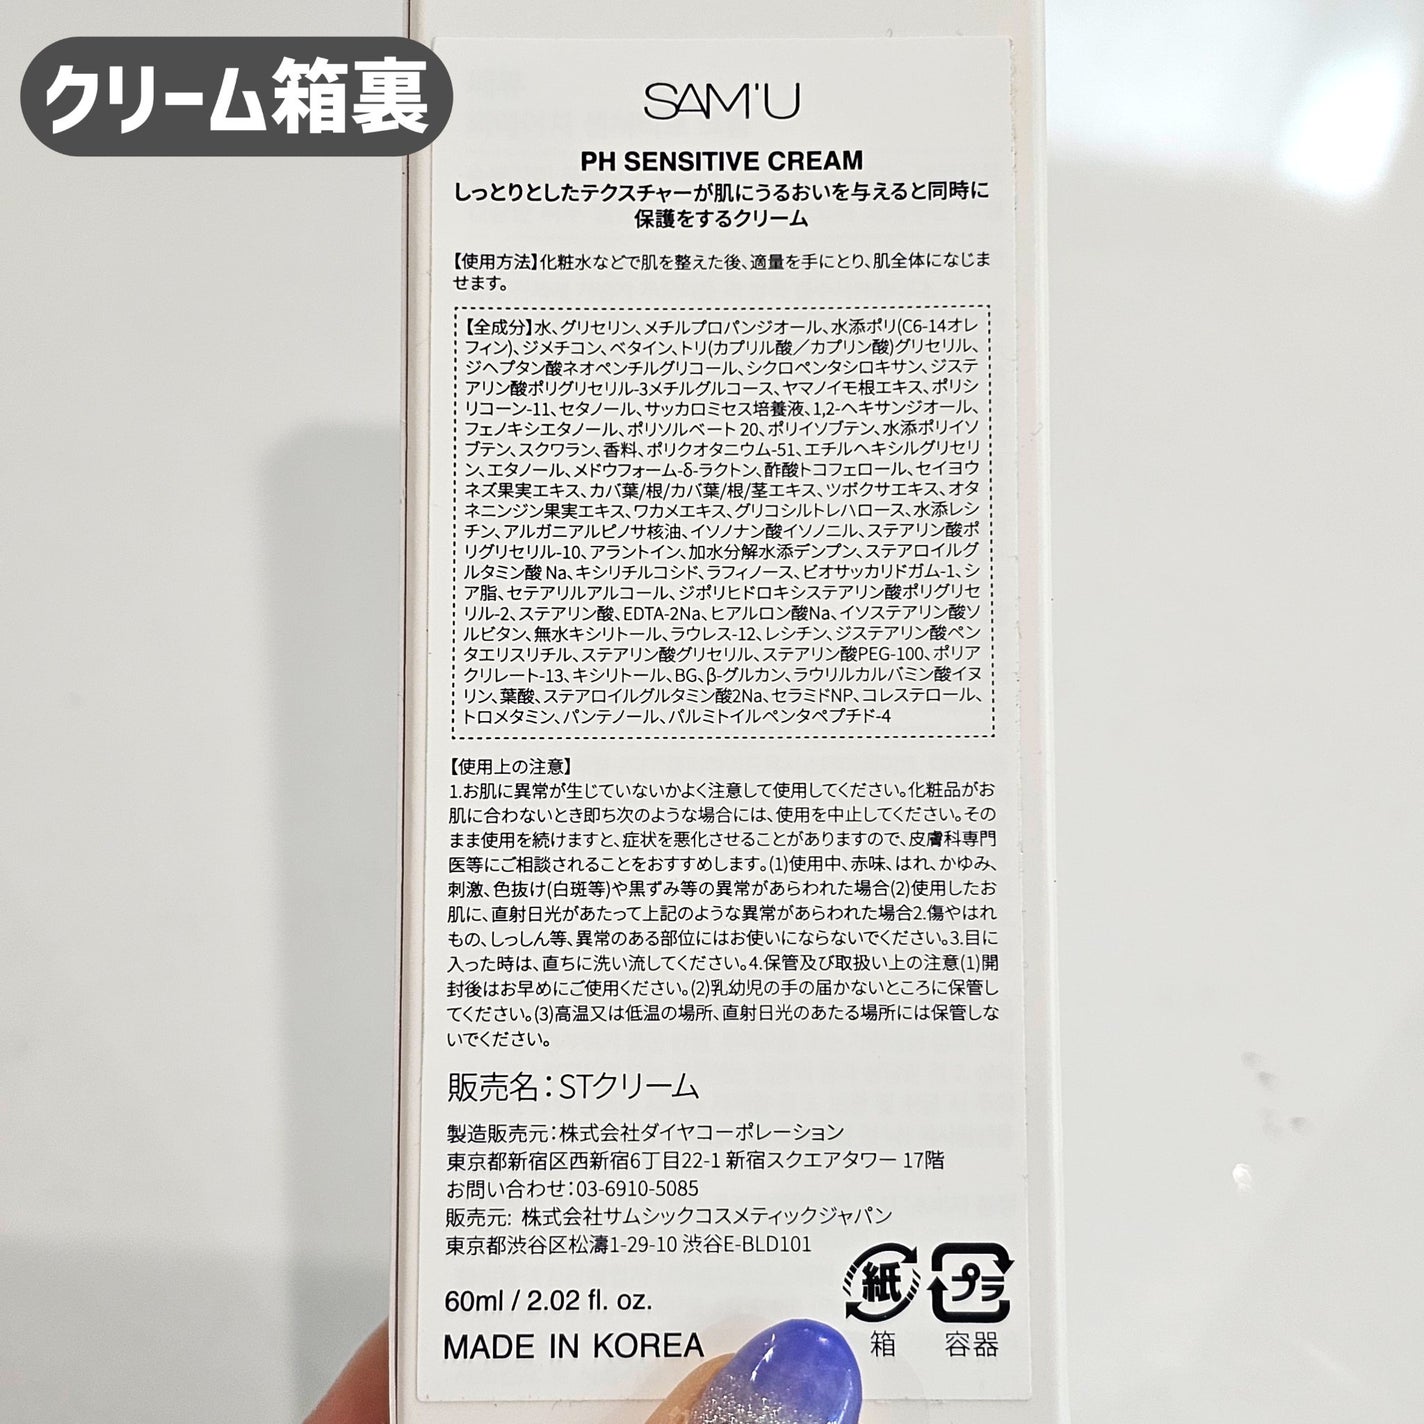 クリーム箱裏
SAM'U
PH SENSITIVE CREAM
しっとりとしたテクスチャーが肌にうるおいを与えると同時に
保護をするクリーム
【使用方法】化粧水などで肌を整えた後、適量を手にとり、肌全体になじま
せます。
【全成分】水、グリセリン、メチルプロパンジオール、水添ポリ(C6-14オレ
フィン)、ジメチコン、ベタイン、トリ(カプリル酸／カプリン酸)グリセリル、
ジヘプタン酸ネオペンチルグリコール、シクロペンタシロキサン、ジステ
アリン酸ポリグリセリル-3メチルグルコース、ヤマノイモ根エキス、ポリシ
リコーン-11、セタノール、サッカロミセス培養液、1,2-ヘキサンジオール、
フェノキシエタノール、ポリソルベート20、ポリイソブテン、水添ポリイソ
ブテン、スクワラン、香料、ポリクオタニウム-51、エチルヘキシルグリセリ
ン、エタノール、メドウフォーム-δ-ラクトン、酢酸トコフェロール、セイヨウ
ネズ果実エキス、カバ葉/根/カバ葉/根/茎エキス、ツボクサエキス、オタ
ネニンジン果実エキス、ワカメエキス、グリコシルトレハロース、水添レシ
チン、アルガニアルピノサ核油、イソノナン酸イソノニル、ステアリン酸ポ
リグリセリル-10、アラントイン、加水分解水添デンプン、ステアロイルグ
ルタミン酸Na、キシリチルコシド、ラフィノース、ビオサッカリドガム-1、シ
ア脂、セテアリルアルコール、ジポリヒドロキシステアリン酸ポリグリセ
リル-2、ステアリン酸、EDTA-2Na、ヒアルロン酸Na、イソステアリン酸ソ
ルビタン、無水キシリトール、ラウレス-12、レシチン、ジステアリン酸ペン
タエリスリチル、ステアリン酸グリセリル、ステアリン酸PEG-100、ポリア
クリレート-13、キシリトール、BG、β-グルカン、ラウリルカルバミン酸イヌ
リン、葉酸、ステアロイルグルタミン酸2Na、セラミドNP、コレステロール、
トロメタミン、パンテノール、パルミトイルペンタペプチド-4
【使用上の注意】
1.お肌に異常が生じていないかよく注意して使用してください。化粧品がお
肌に合わないとき即ち次のような場合には、使用を中止してください。その
まま使用を続けますと、症状を悪化させることがありますので、皮膚科専門
医等にご相談されることをおすすめします。(1)使用中、赤味、はれ、かゆみ、
刺激、色抜け(白斑等)や黒ずみ等の異常があらわれた場合(2)使用したお
肌に、直射日光があたって上記のような異常があらわれた場合2.傷やはれ
もの、しっしん等、異常のある部位にはお使いにならないでください。3.目に
入った時は、直ちに洗い流してください。4.保管及び取扱い上の注意(1)開
封後はお早めにご使用ください。(2)乳幼児の手の届かないところに保管し
てください。(3)高温又は低温の場所、直射日光のあたる場所には保管しな
いでください。
販売名：STクリーム
製造販売元：株式会社ダイヤコーポレーション
東京都新宿区西新宿6丁目22-1 新宿スクエアタワー 17階
お問い合わせ：03-6910-5085
販売元: 株式会社サムシックコスメティックジャパン
東京都渋谷区松濤1-29-10 渋谷E-BLD101
60ml / 2.02 fl. oz.
MADE IN KOREA
紙 プラ
箱 容器